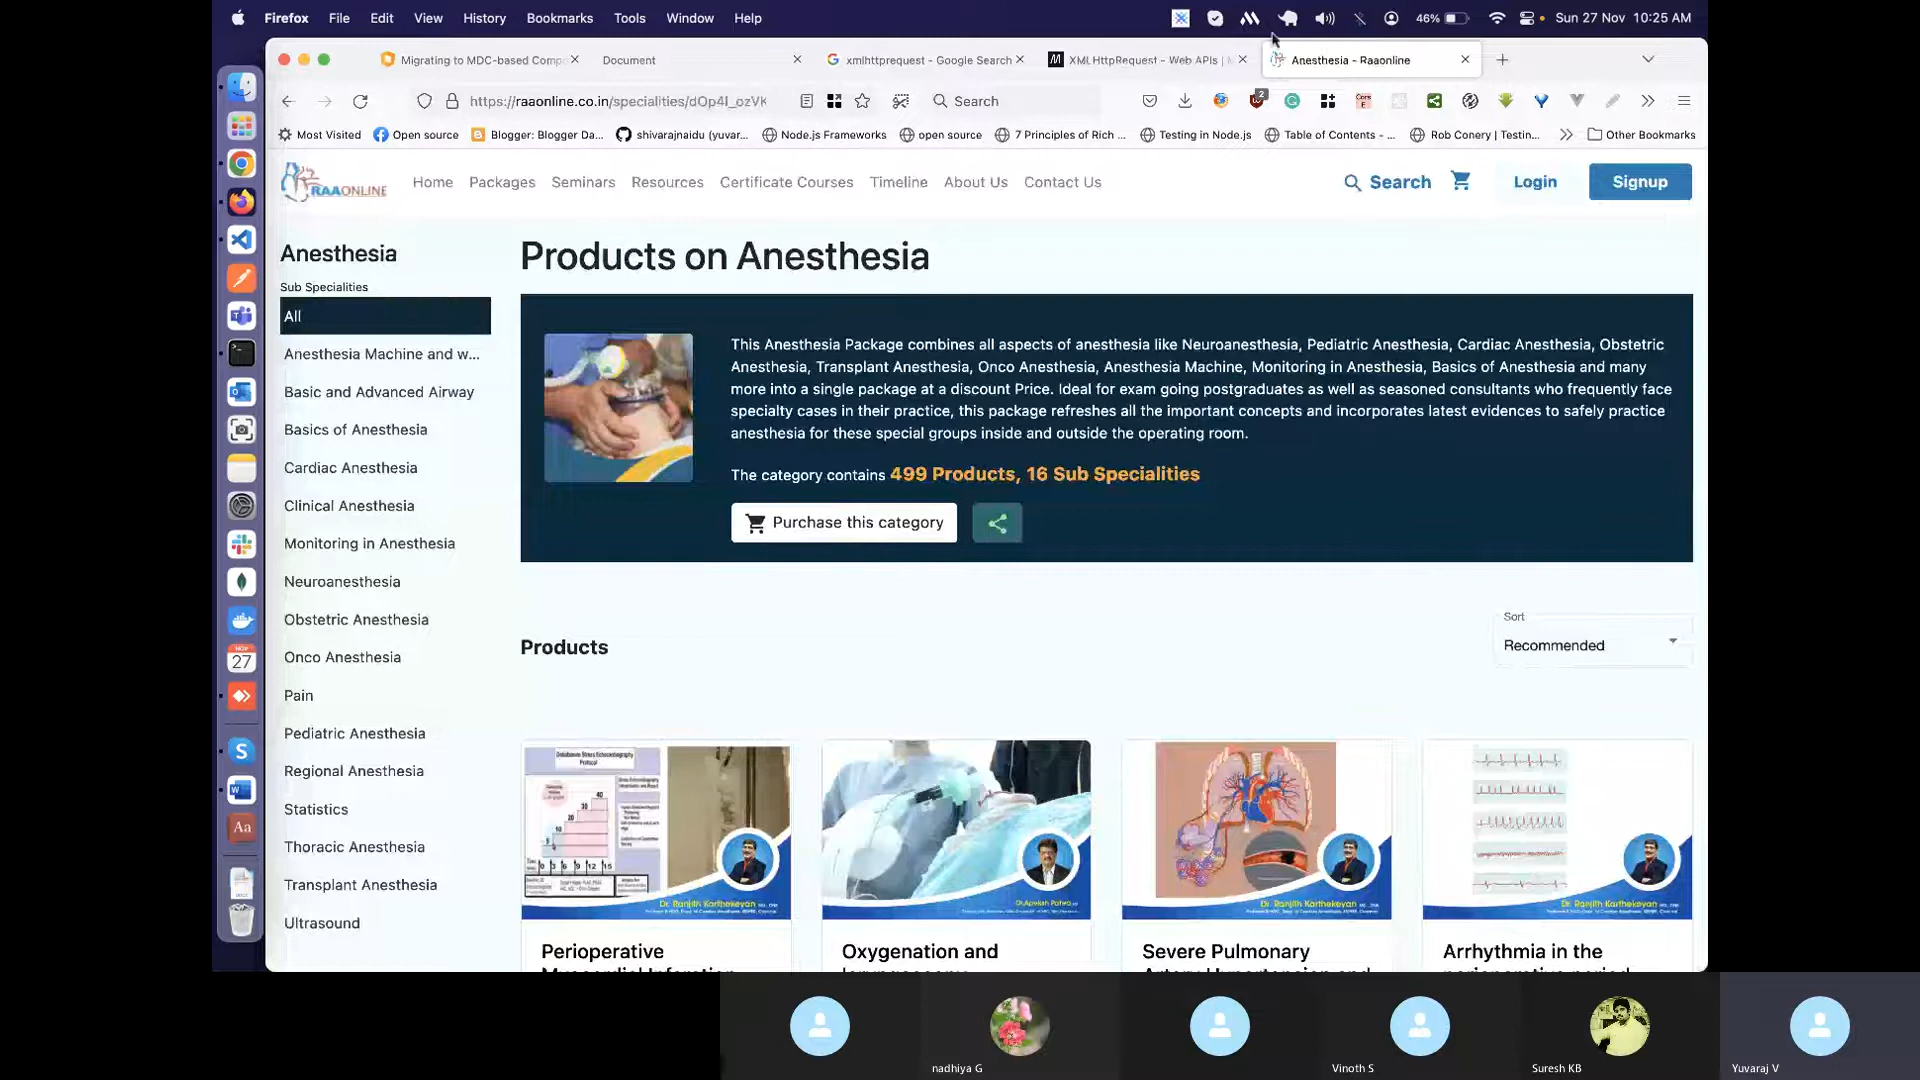 Firefox File Edit View History Bookmarks Tools Window Help
46% Sun 27 Nov 10:25 AM
Migrating to MDC-based Comp
Document
xmlhttprequest - Google Search
XMLHttpRequest - Web APIs |
Anesthesia - Raaonline
https://raaonline.co.in/specialities/dOp4I_ozVk
Search
2
Most Visited
Open source
Blogger: Blogger Da...
shivarajnaidu (yuvar...
Node.js Frameworks
open source
7 Principles of Rich ...
Testing in Node.js
Table of Contents - ...
Rob Conery | Testin...
Other Bookmarks
RAAONLINE
Home Packages Seminars Resources Certificate Courses Timeline About Us Contact Us
Search
Login
Signup
Anesthesia
Sub Specialities
All
Anesthesia Machine and w...
Basic and Advanced Airway
Basics of Anesthesia
Cardiac Anesthesia
Clinical Anesthesia
Monitoring in Anesthesia
Neuroanesthesia
Obstetric Anesthesia
Onco Anesthesia
Pain
Pediatric Anesthesia
Regional Anesthesia
Statistics
Thoracic Anesthesia
Transplant Anesthesia
Ultrasound
Products on Anesthesia
This Anesthesia Package combines all aspects of anesthesia like Neuroanesthesia, Pediatric Anesthesia, Cardiac Anesthesia, Obstetric
Anesthesia, Transplant Anesthesia, Onco Anesthesia, Anesthesia Machine, Monitoring in Anesthesia, Basics of Anesthesia and many
more into a single package at a discount Price. Ideal for exam going postgraduates as well as seasoned consultants who frequently face
specialty cases in their practice, this package refreshes all the important concepts and incorporates latest evidences to safely practice
anesthesia for these special groups inside and outside the operating room.
The category contains 499 Products, 16 Sub Specialities
Purchase this category
Products
Sort
Recommended
Dr. Ranjith Karthekeyan
Dr. Ranjith Karthekeyan
Dr. Ranjith Karthekeyan
Perioperative
Oxygenation and
Severe Pulmonary
Artery Hypertension and
Arrhythmia in the
perioperative period
NOV
27
Aa
nadhiya G
Vinoth S
Suresh KB
Yuvaraj V